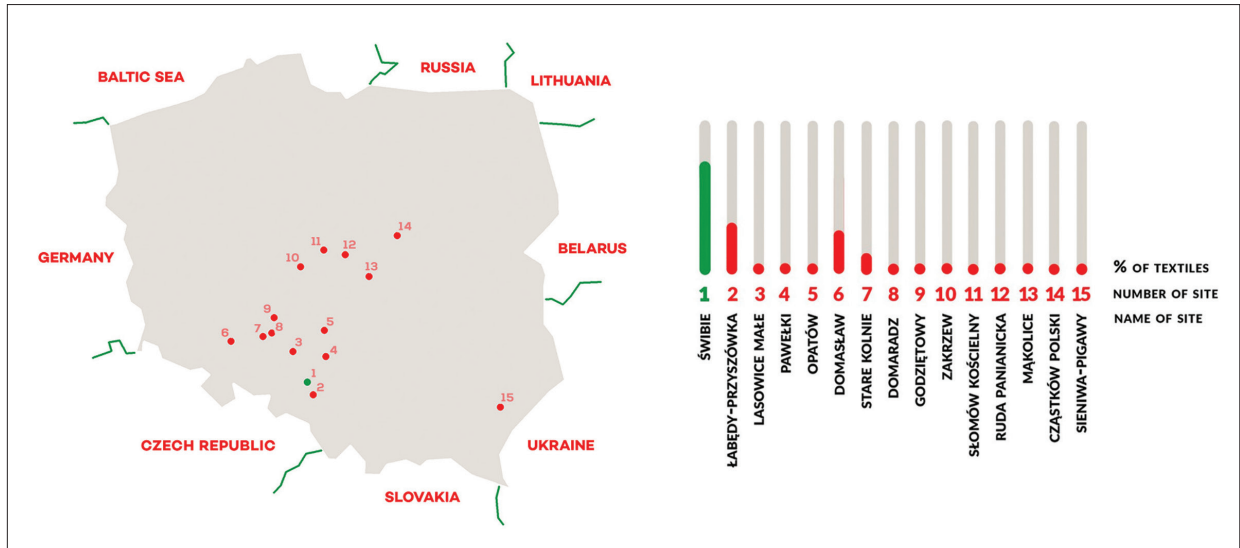 BALTIC SEA
RUSSIA
LITHUANIA
GERMANY
BELARUS
CZECH REPUBLIC
UKRAINE
SLOVAKIA
14
11
12
10
13
9
7
8
5
6
3
4
1
2
15
% OF TEXTILES
1 2 3 4 5 6 7 8 9 10 11 12 13 14 15
NUMBER OF SITE
NAME OF SITE
ŚWIBIE
ŁABĘDY-PRZYSZÓWKA
LASOWICE MAŁE
PAWEŁKI
OPATÓW
DOMASŁAW
STARE KOLNIE
DOMARADZ
GODZIĘTOWY
ZAKRZEW
SŁOMÓW KOŚCIELNY
RUDA PANIANICKA
MĄKOLICE
CZĄSTKÓW POLSKI
SIENIWA-PIGAWY